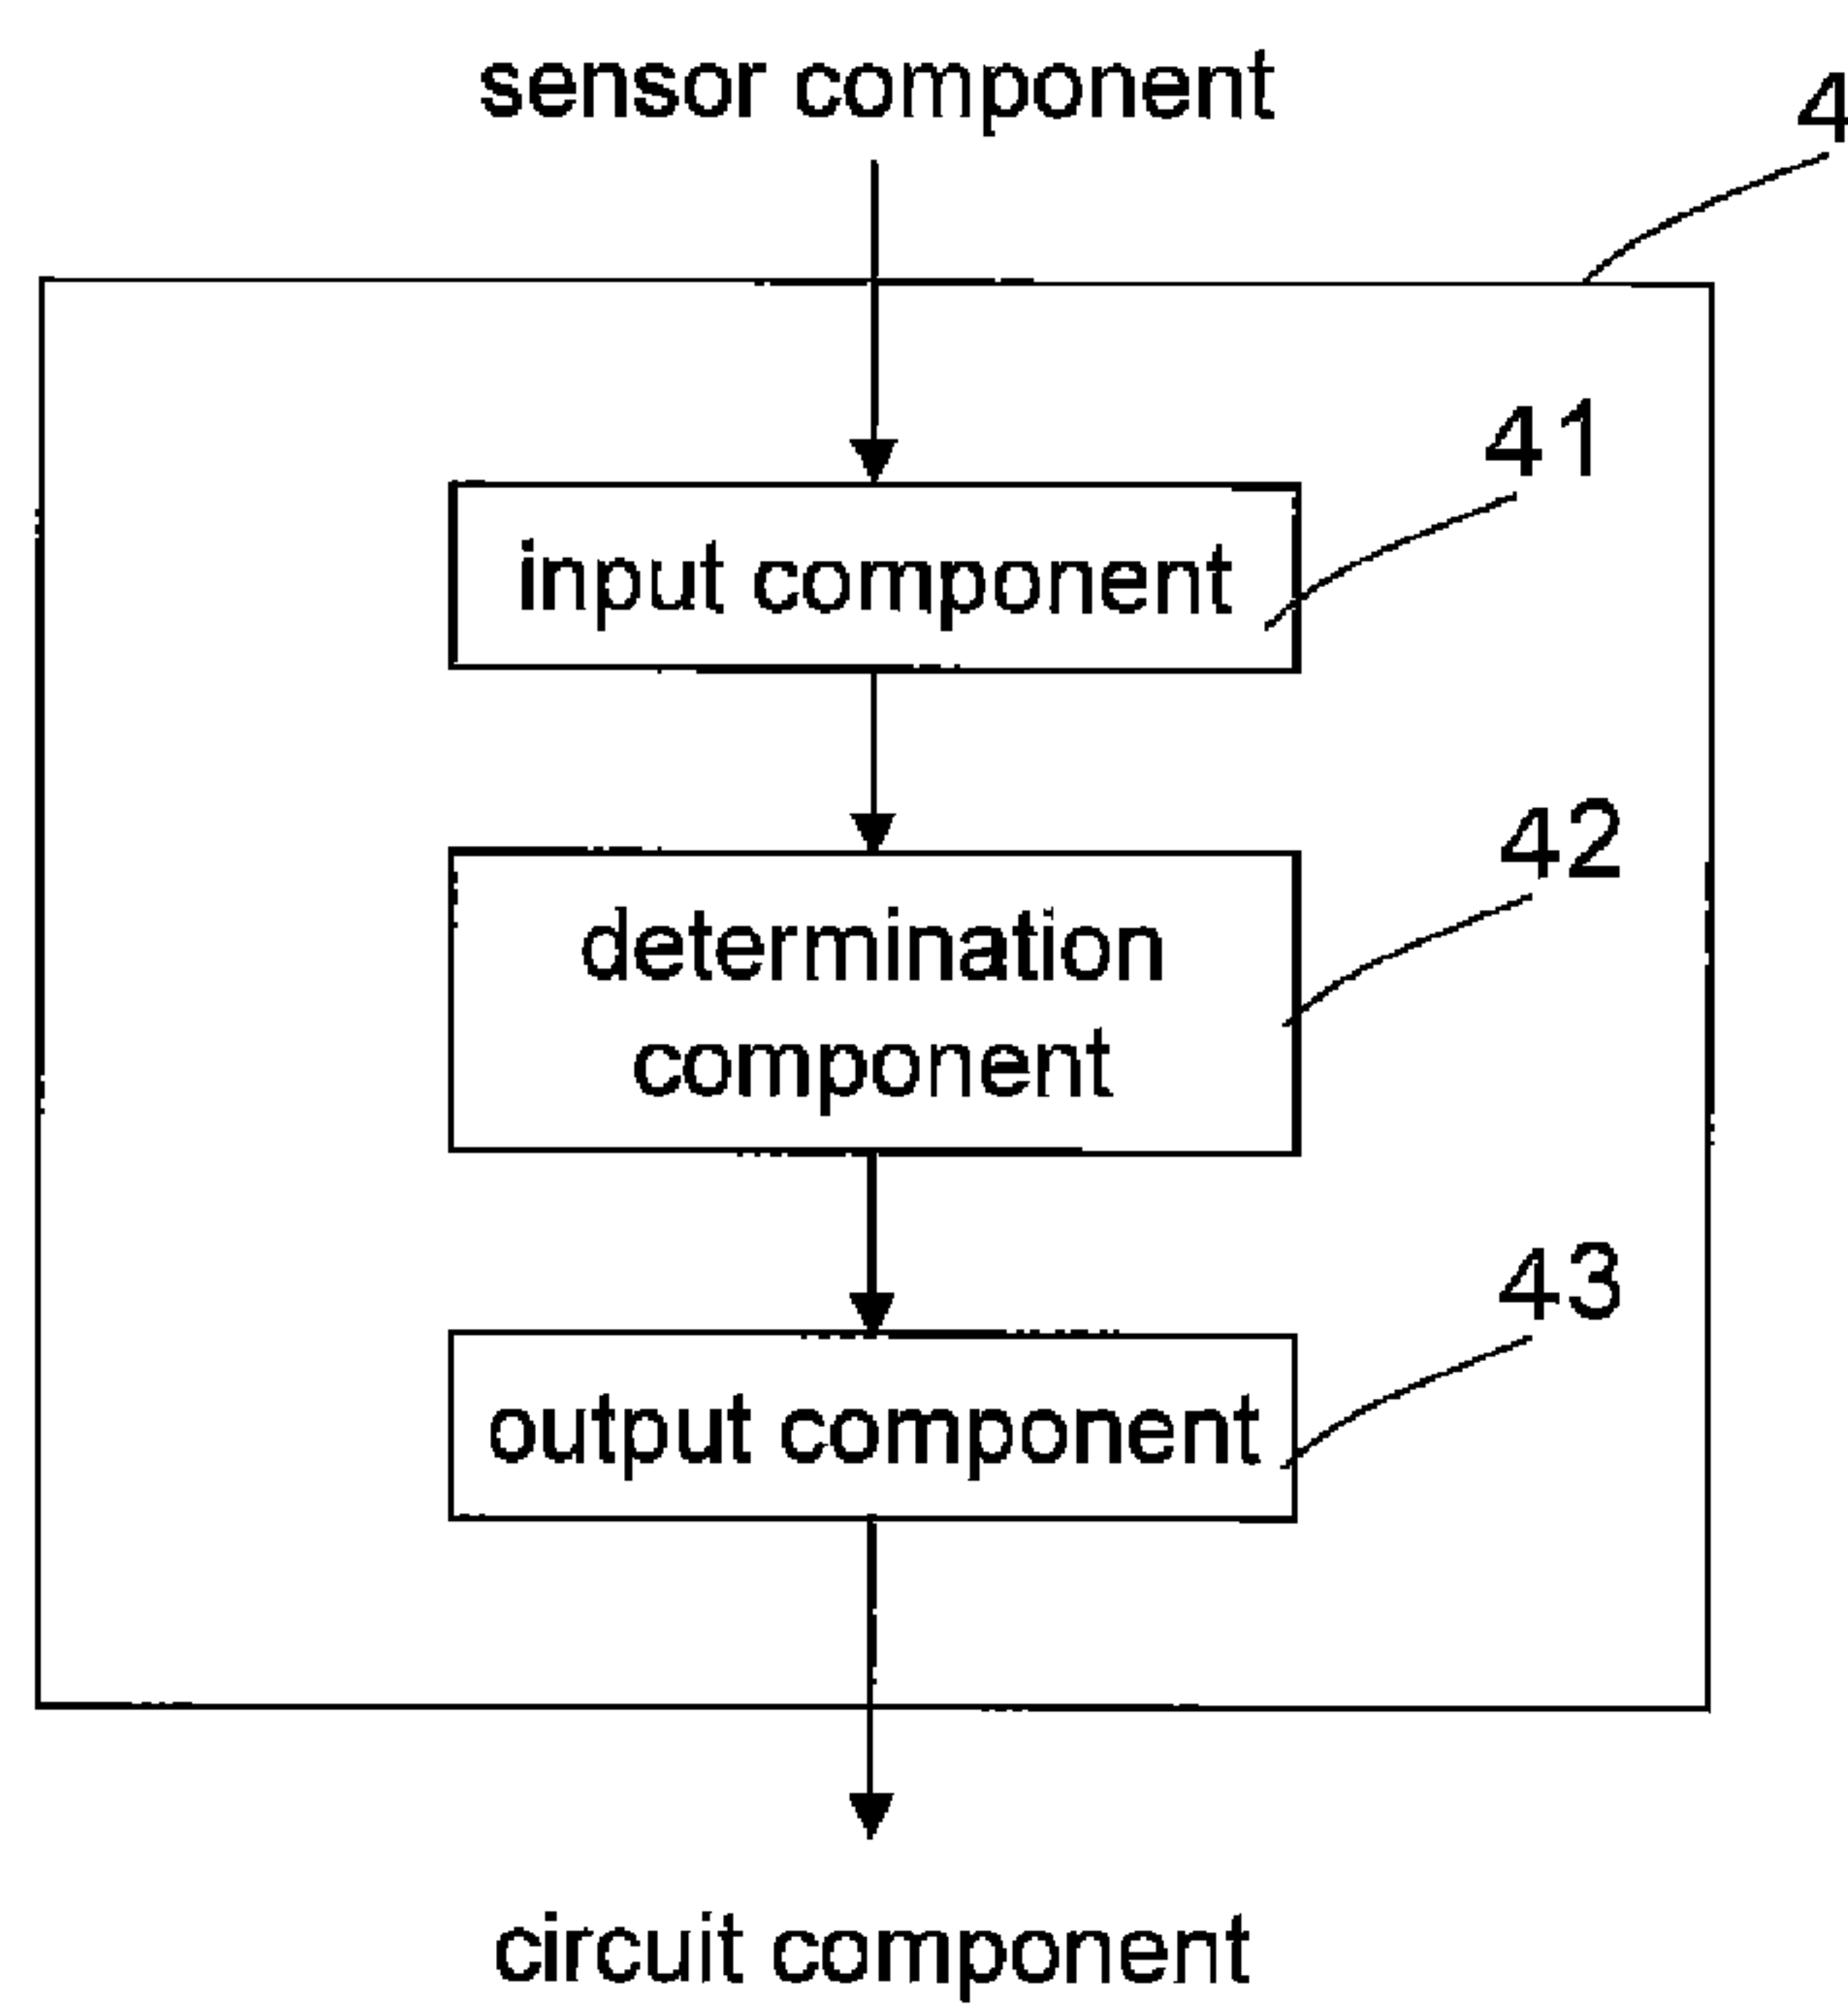 sensor component
4
41
input component
42
determination
component
43
output component
circuit component